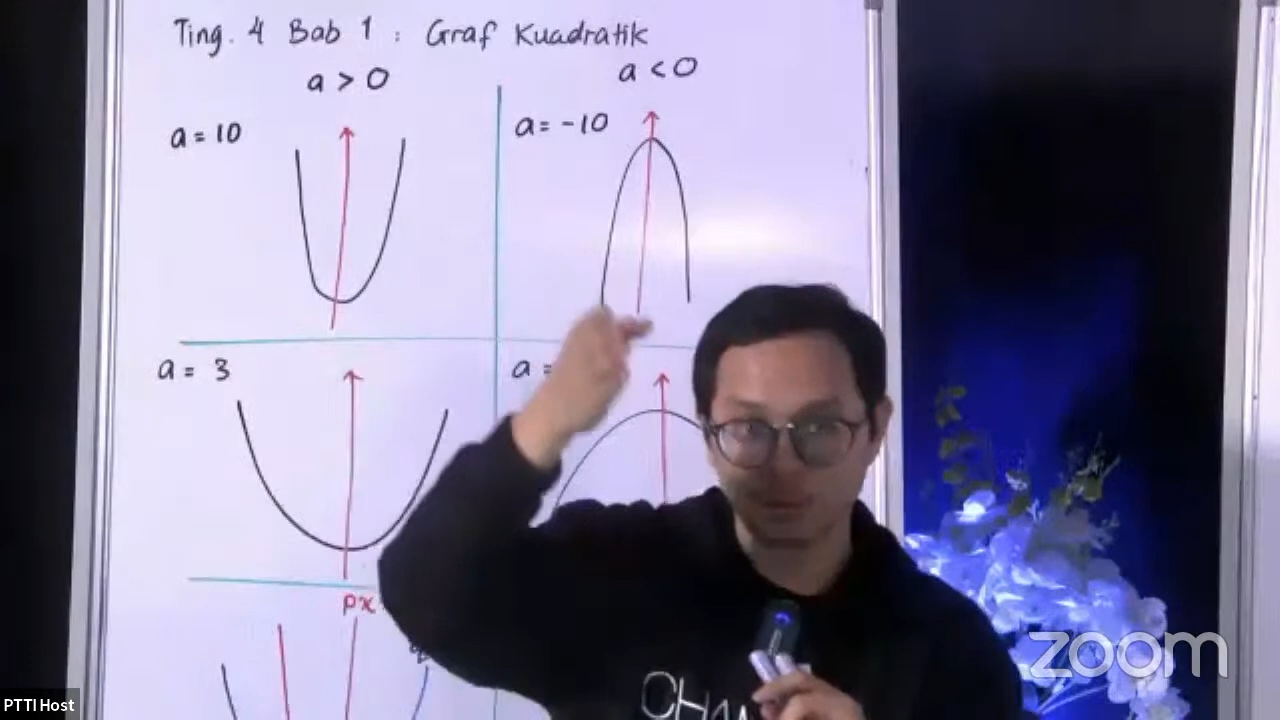 Ting. 4 Bab 1 : Graf Kuadratik
a > 0
a < 0
a = 10
a = -10
a = 3
a =
px
zoom
PTTI Host